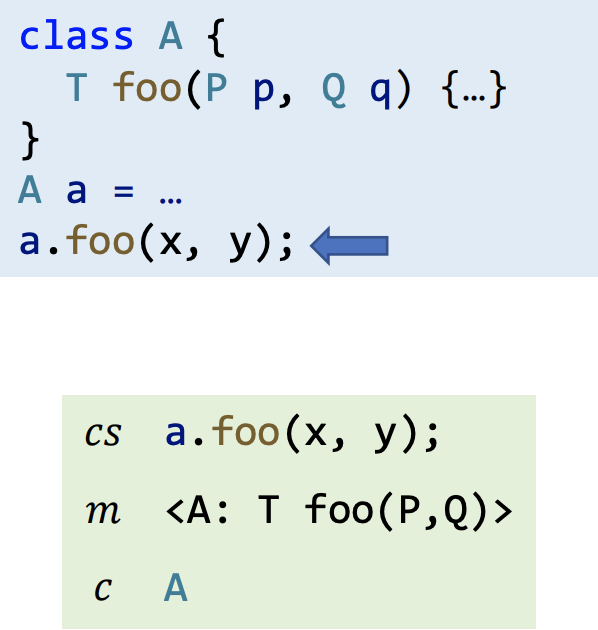 class A {
  T foo(P p, Q q) {…}
}
A a = …
a.foo(x, y);
cs a.foo(x, y);
m <A: T foo(P,Q)>
c A